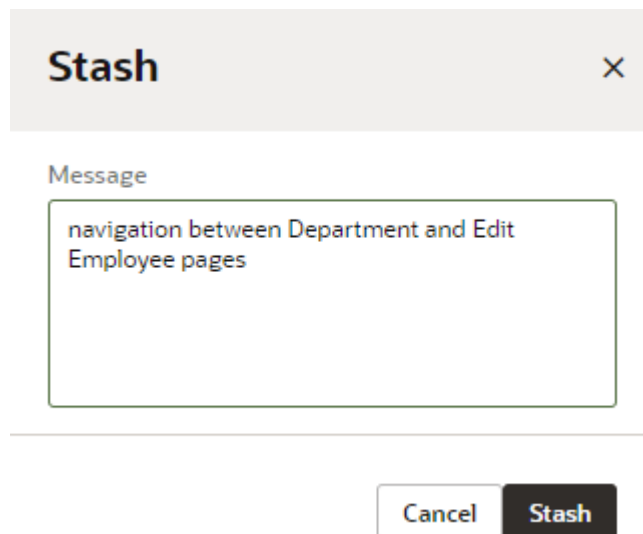 Stash
Message
navigation between Department and Edit
Employee pages
Cancel
Stash